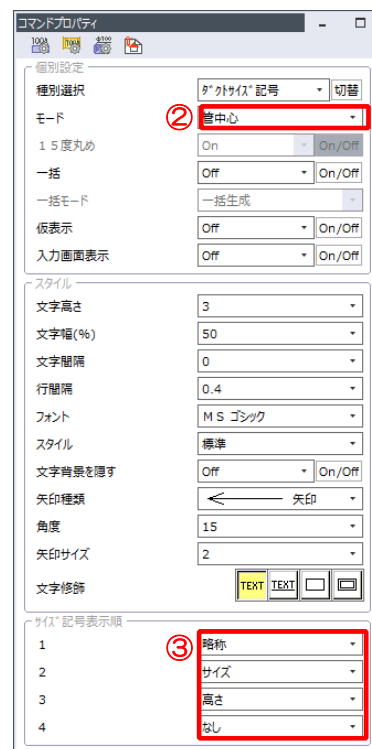 コマンドプロパティ
100A 100A φ100
個別設定
種別選択 ﾀﾞｸﾄｻｲｽﾞ記号 切替
モード ② 管中心
１５度丸め On On/Off
一括 Off On/Off
一括モード 一括生成
仮表示 Off On/Off
入力画面表示 Off On/Off
スタイル
文字高さ 3
文字幅(%) 50
文字間隔 0
行間隔 0.4
フォント ＭＳ ゴシック
スタイル 標準
文字背景を隠す Off On/Off
矢印種類 矢印
角度 15
矢印サイズ 2
文字修飾 TEXT TEXT
ｻｲｽﾞ記号表示順
1 ③ 略称
2 サイズ
3 高さ
4 なし